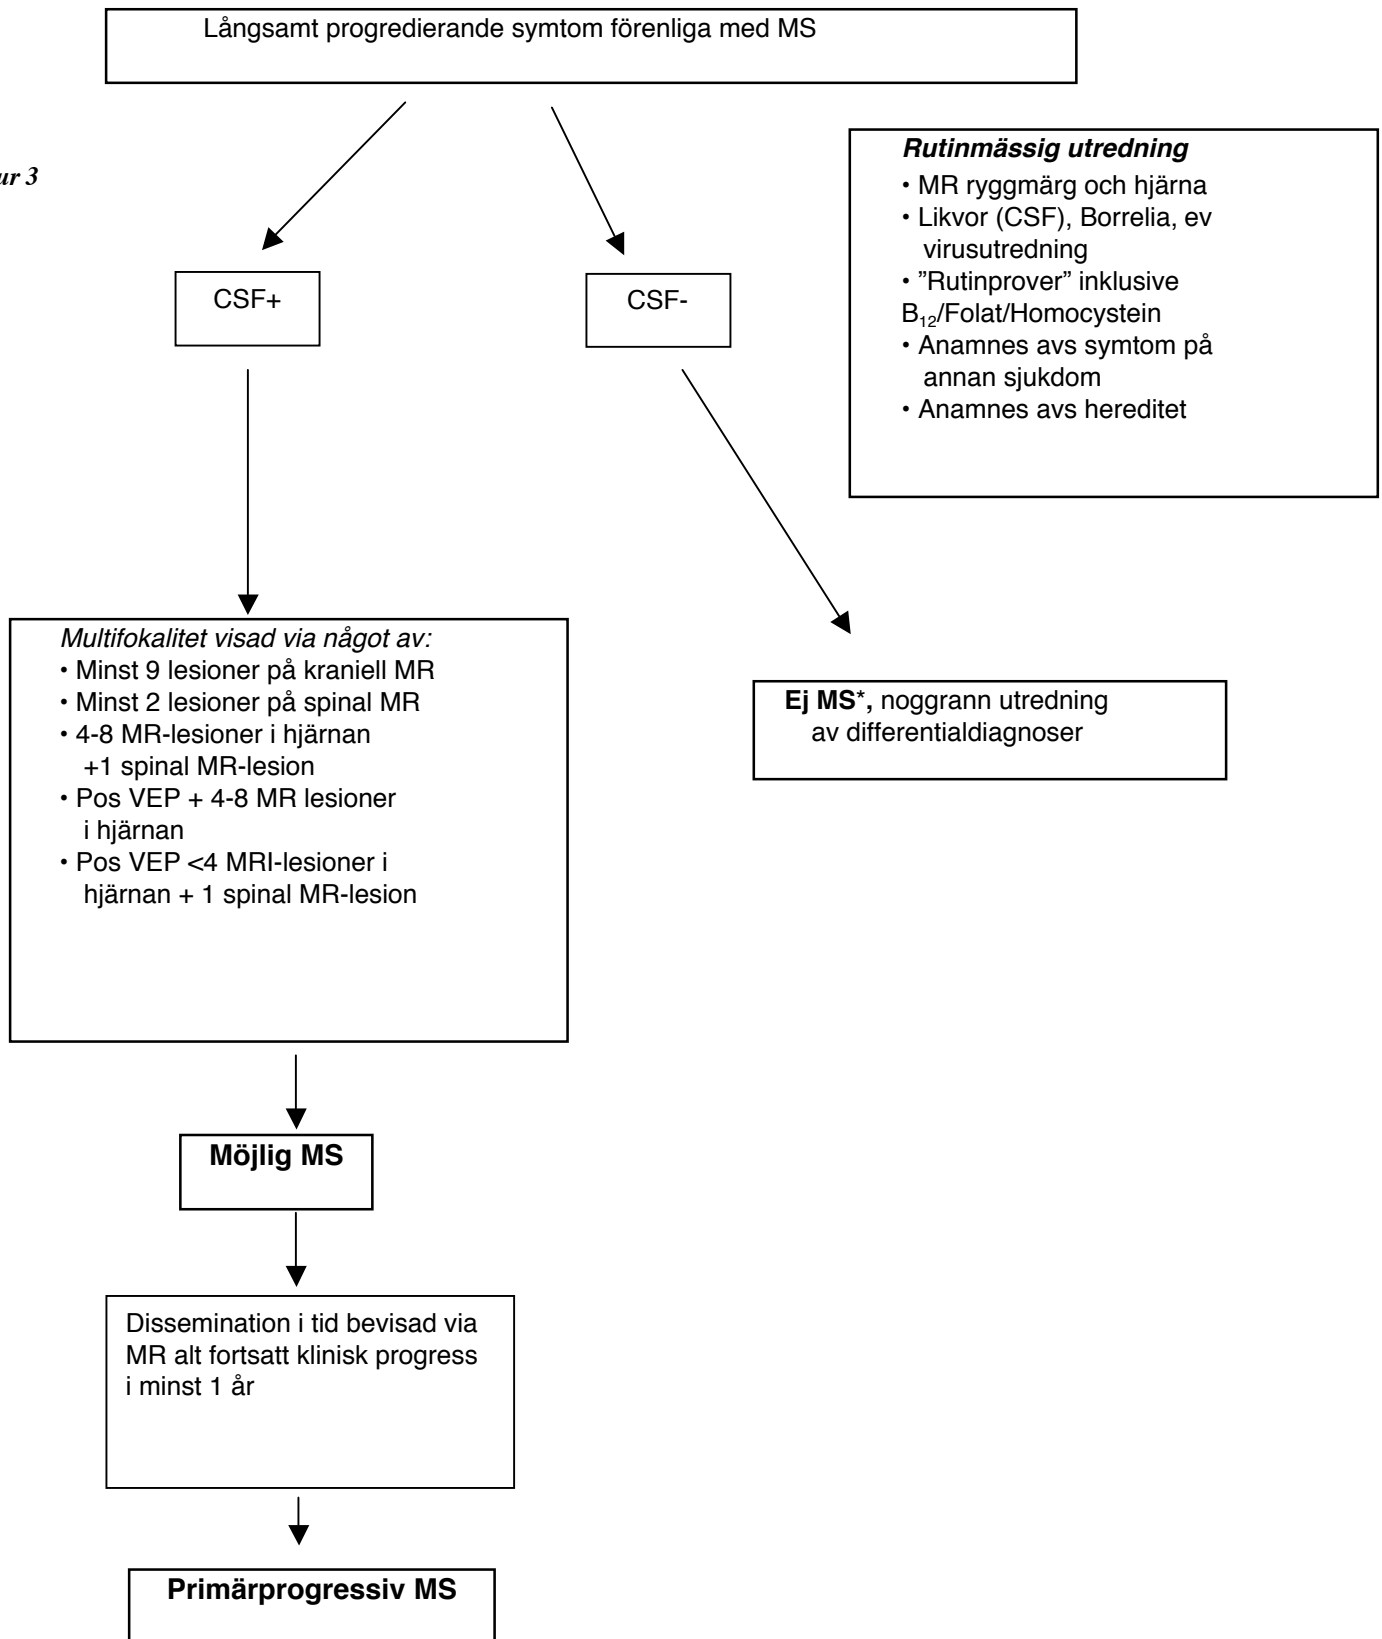 Långsamt progredierande symtom förenliga med MS
ur 3
Rutinmässig utredning
• MR ryggmärg och hjärna
• Likvor (CSF), Borrelia, ev
virusutredning
• ”Rutinprover” inklusive
B₁₂/Folat/Homocystein
• Anamnes avs symtom på
annan sjukdom
• Anamnes avs hereditet
CSF+
CSF-
Multifokalitet visad via något av:
• Minst 9 lesioner på kraniell MR
• Minst 2 lesioner på spinal MR
• 4-8 MR-lesioner i hjärnan
+1 spinal MR-lesion
• Pos VEP + 4-8 MR lesioner
i hjärnan
• Pos VEP <4 MRI-lesioner i
hjärnan + 1 spinal MR-lesion
Ej MS*, noggrann utredning
av differentialdiagnoser
Möjlig MS
Dissemination i tid bevisad via
MR alt fortsatt klinisk progress
i minst 1 år
Primärprogressiv MS